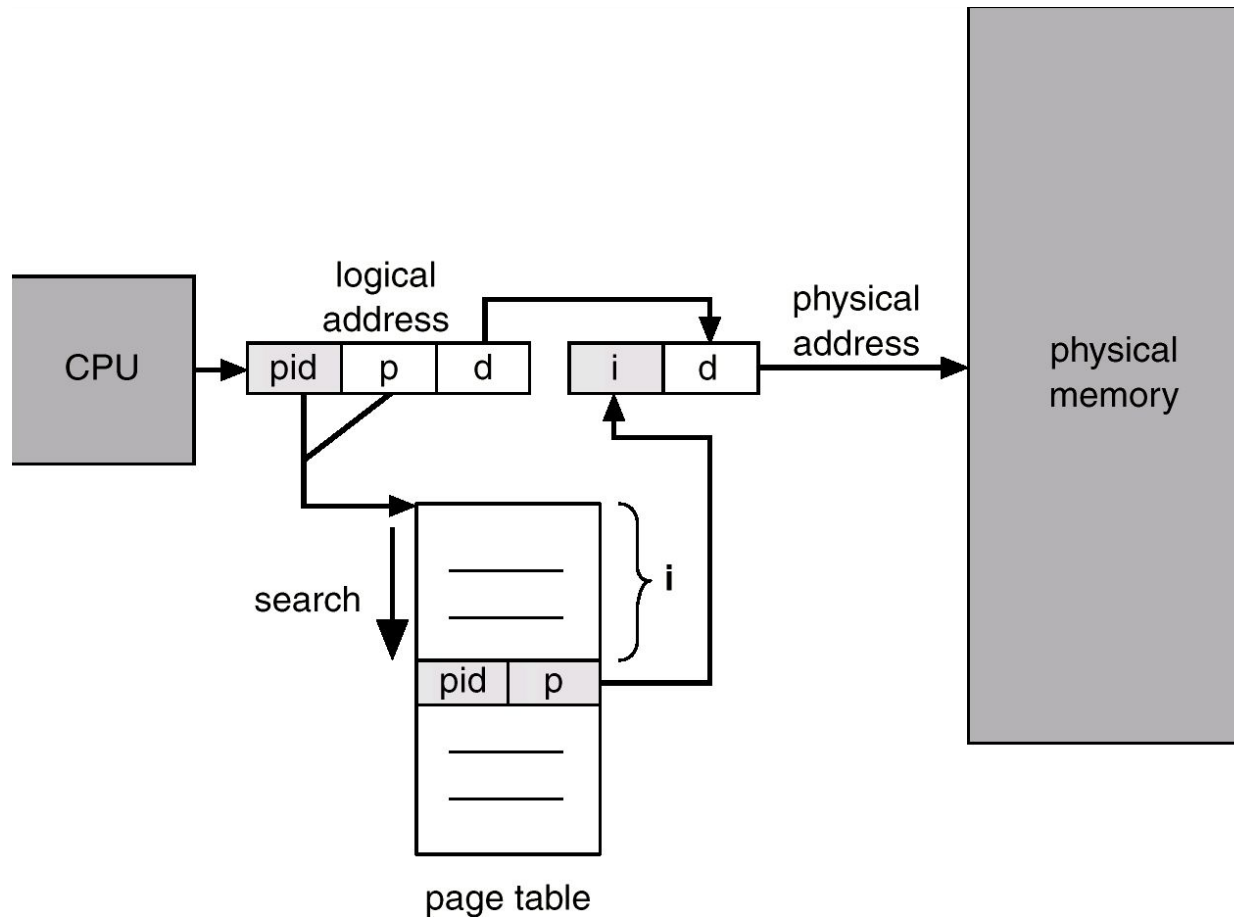 logical
address
physical
address
CPU
pid p d
i d
physical
memory
search
i
pid p
page table